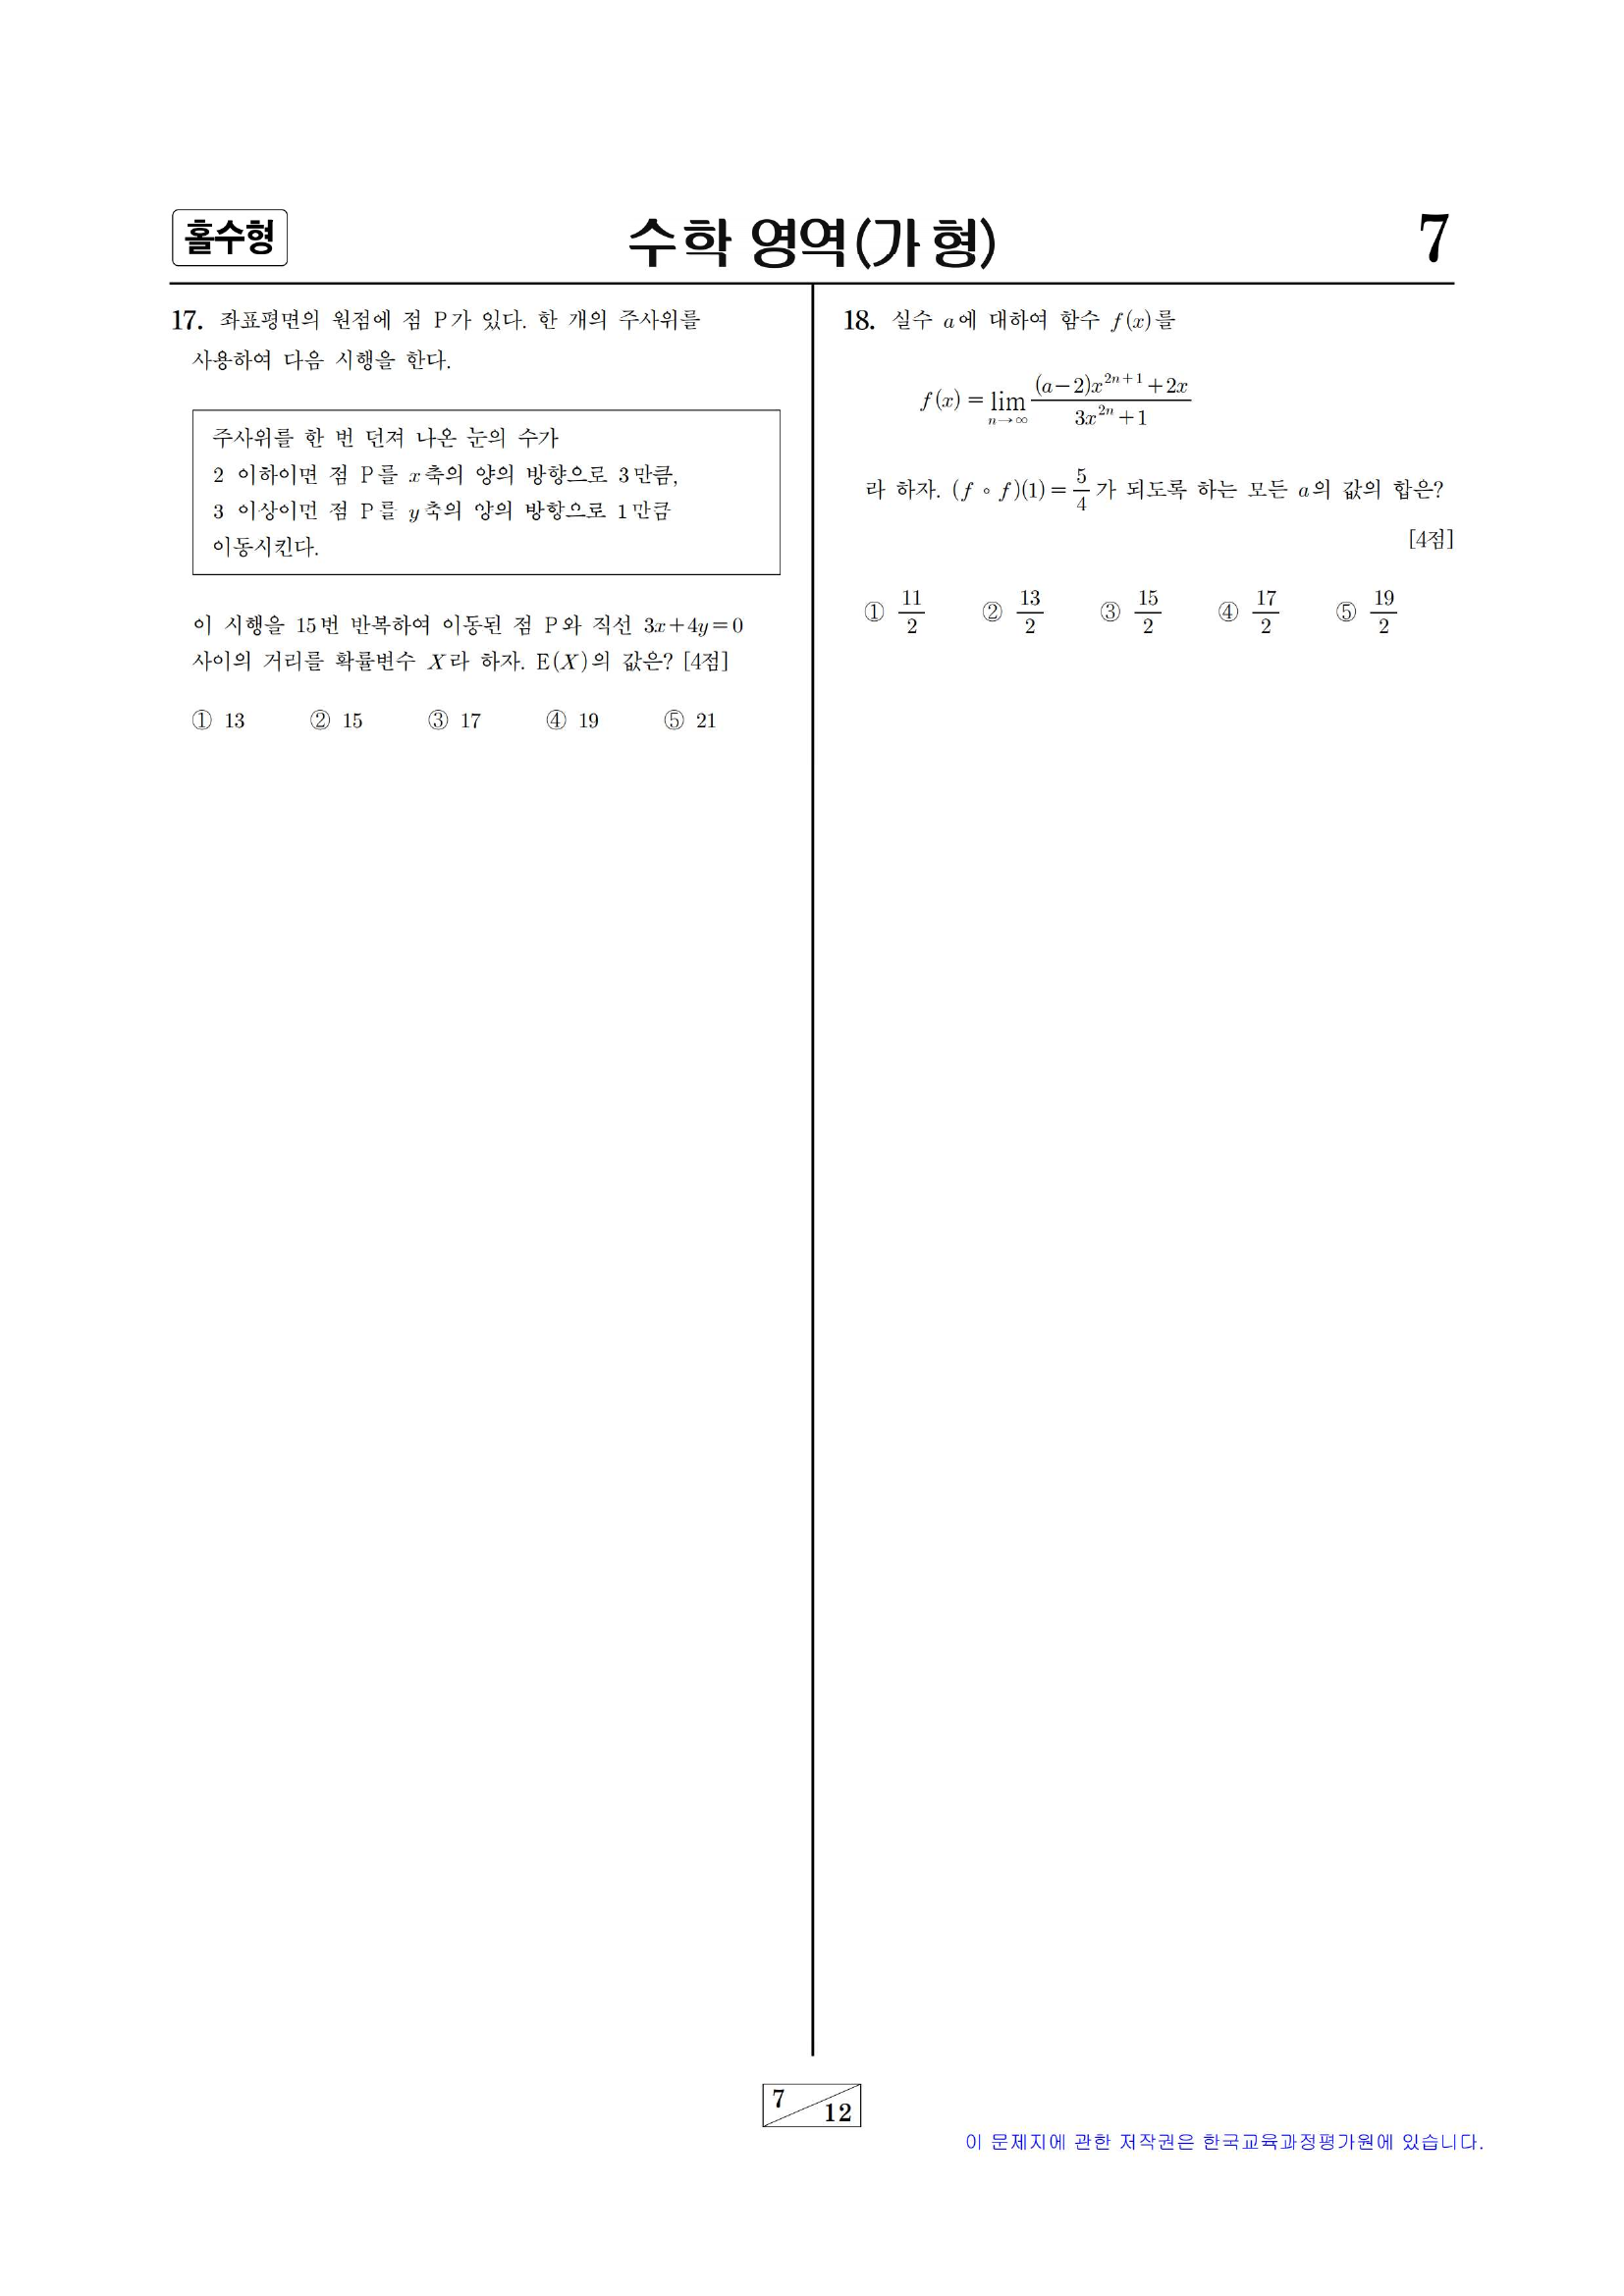 홀수형
수학 영역(가 형)
7
17. 좌표평면의 원점에 점 P가 있다. 한 개의 주사위를
사용하여 다음 시행을 한다.
주사위를 한 번 던져 나온 눈의 수가
2 이하이면 점 P를 x축의 양의 방향으로 3만큼,
3 이상이면 점 P를 y축의 양의 방향으로 1만큼
이동시킨다.
이 시행을 15번 반복하여 이동된 점 P와 직선 3x+4y=0
사이의 거리를 확률변수 X라 하자. E(X)의 값은? [4점]
① 13 ② 15 ③ 17 ④ 19 ⑤ 21
18. 실수 a에 대하여 함수 f(x)를
f(x) = lim_{n→∞} \frac{(a-2)x^{2n+1}+2x}{3x^{2n}+1}
라 하자. (f∘f)(1) = \frac{5}{4}가 되도록 하는 모든 a의 값의 합은?
[4점]
① \frac{11}{2} ② \frac{13}{2} ③ \frac{15}{2} ④ \frac{17}{2} ⑤ \frac{19}{2}
7/12
이 문제지에 관한 저작권은 한국교육과정평가원에 있습니다.